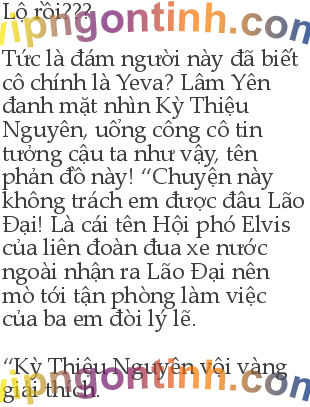 Lộ rồi???
vipngontinh.com
Tức là đám người này đã biết
cô chính là Yeva? Lâm Yên
đanh mặt nhìn Kỳ Thiệu
Nguyên, uổng công cô tin
tưởng cậu ta như vậy, tên
phản đồ này! “Chuyện này
không trách em được đâu Lão
Đại! Là cái tên Hội phó Elvis
của liên đoàn đua xe nước
ngoài nhận ra Lão Đại nên
mò tới tận phòng làm việc
của ba em đòi lý lẽ.
“Kỳ Thiệu Nguyên vội vàng
giải thích.
vipngontinh.com